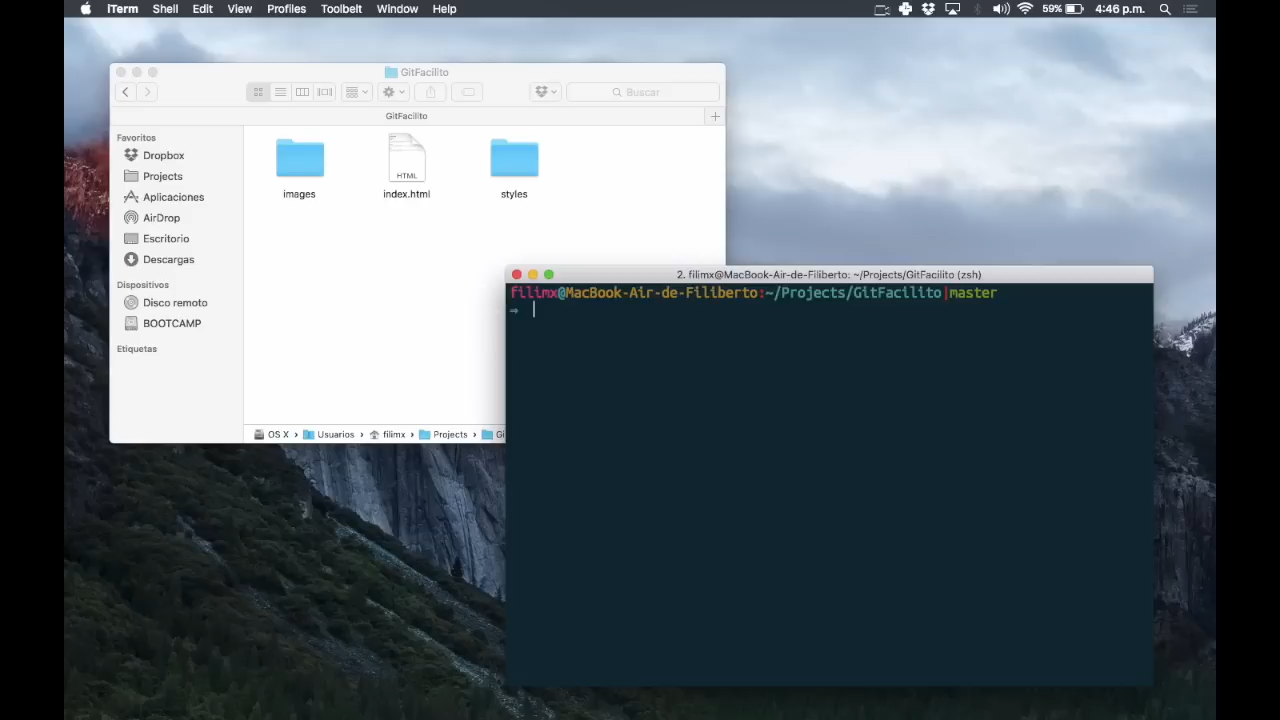 iTerm Shell Edit View Profiles Toolbelt Window Help 59% 4:46 p.m.
GitFacilito
Buscar
GitFacilito
Favoritos
Dropbox
Projects
Aplicaciones
AirDrop
Escritorio
Descargas
Dispositivos
Disco remoto
BOOTCAMP
Etiquetas
HTML
images index.html styles
OS X › Usuarios › filimx › Projects › Gi
2. filimx@MacBook-Air-de-Filiberto: ~/Projects/GitFacilito (zsh)
filimx@MacBook-Air-de-Filiberto:~/Projects/GitFacilito|master
⇒